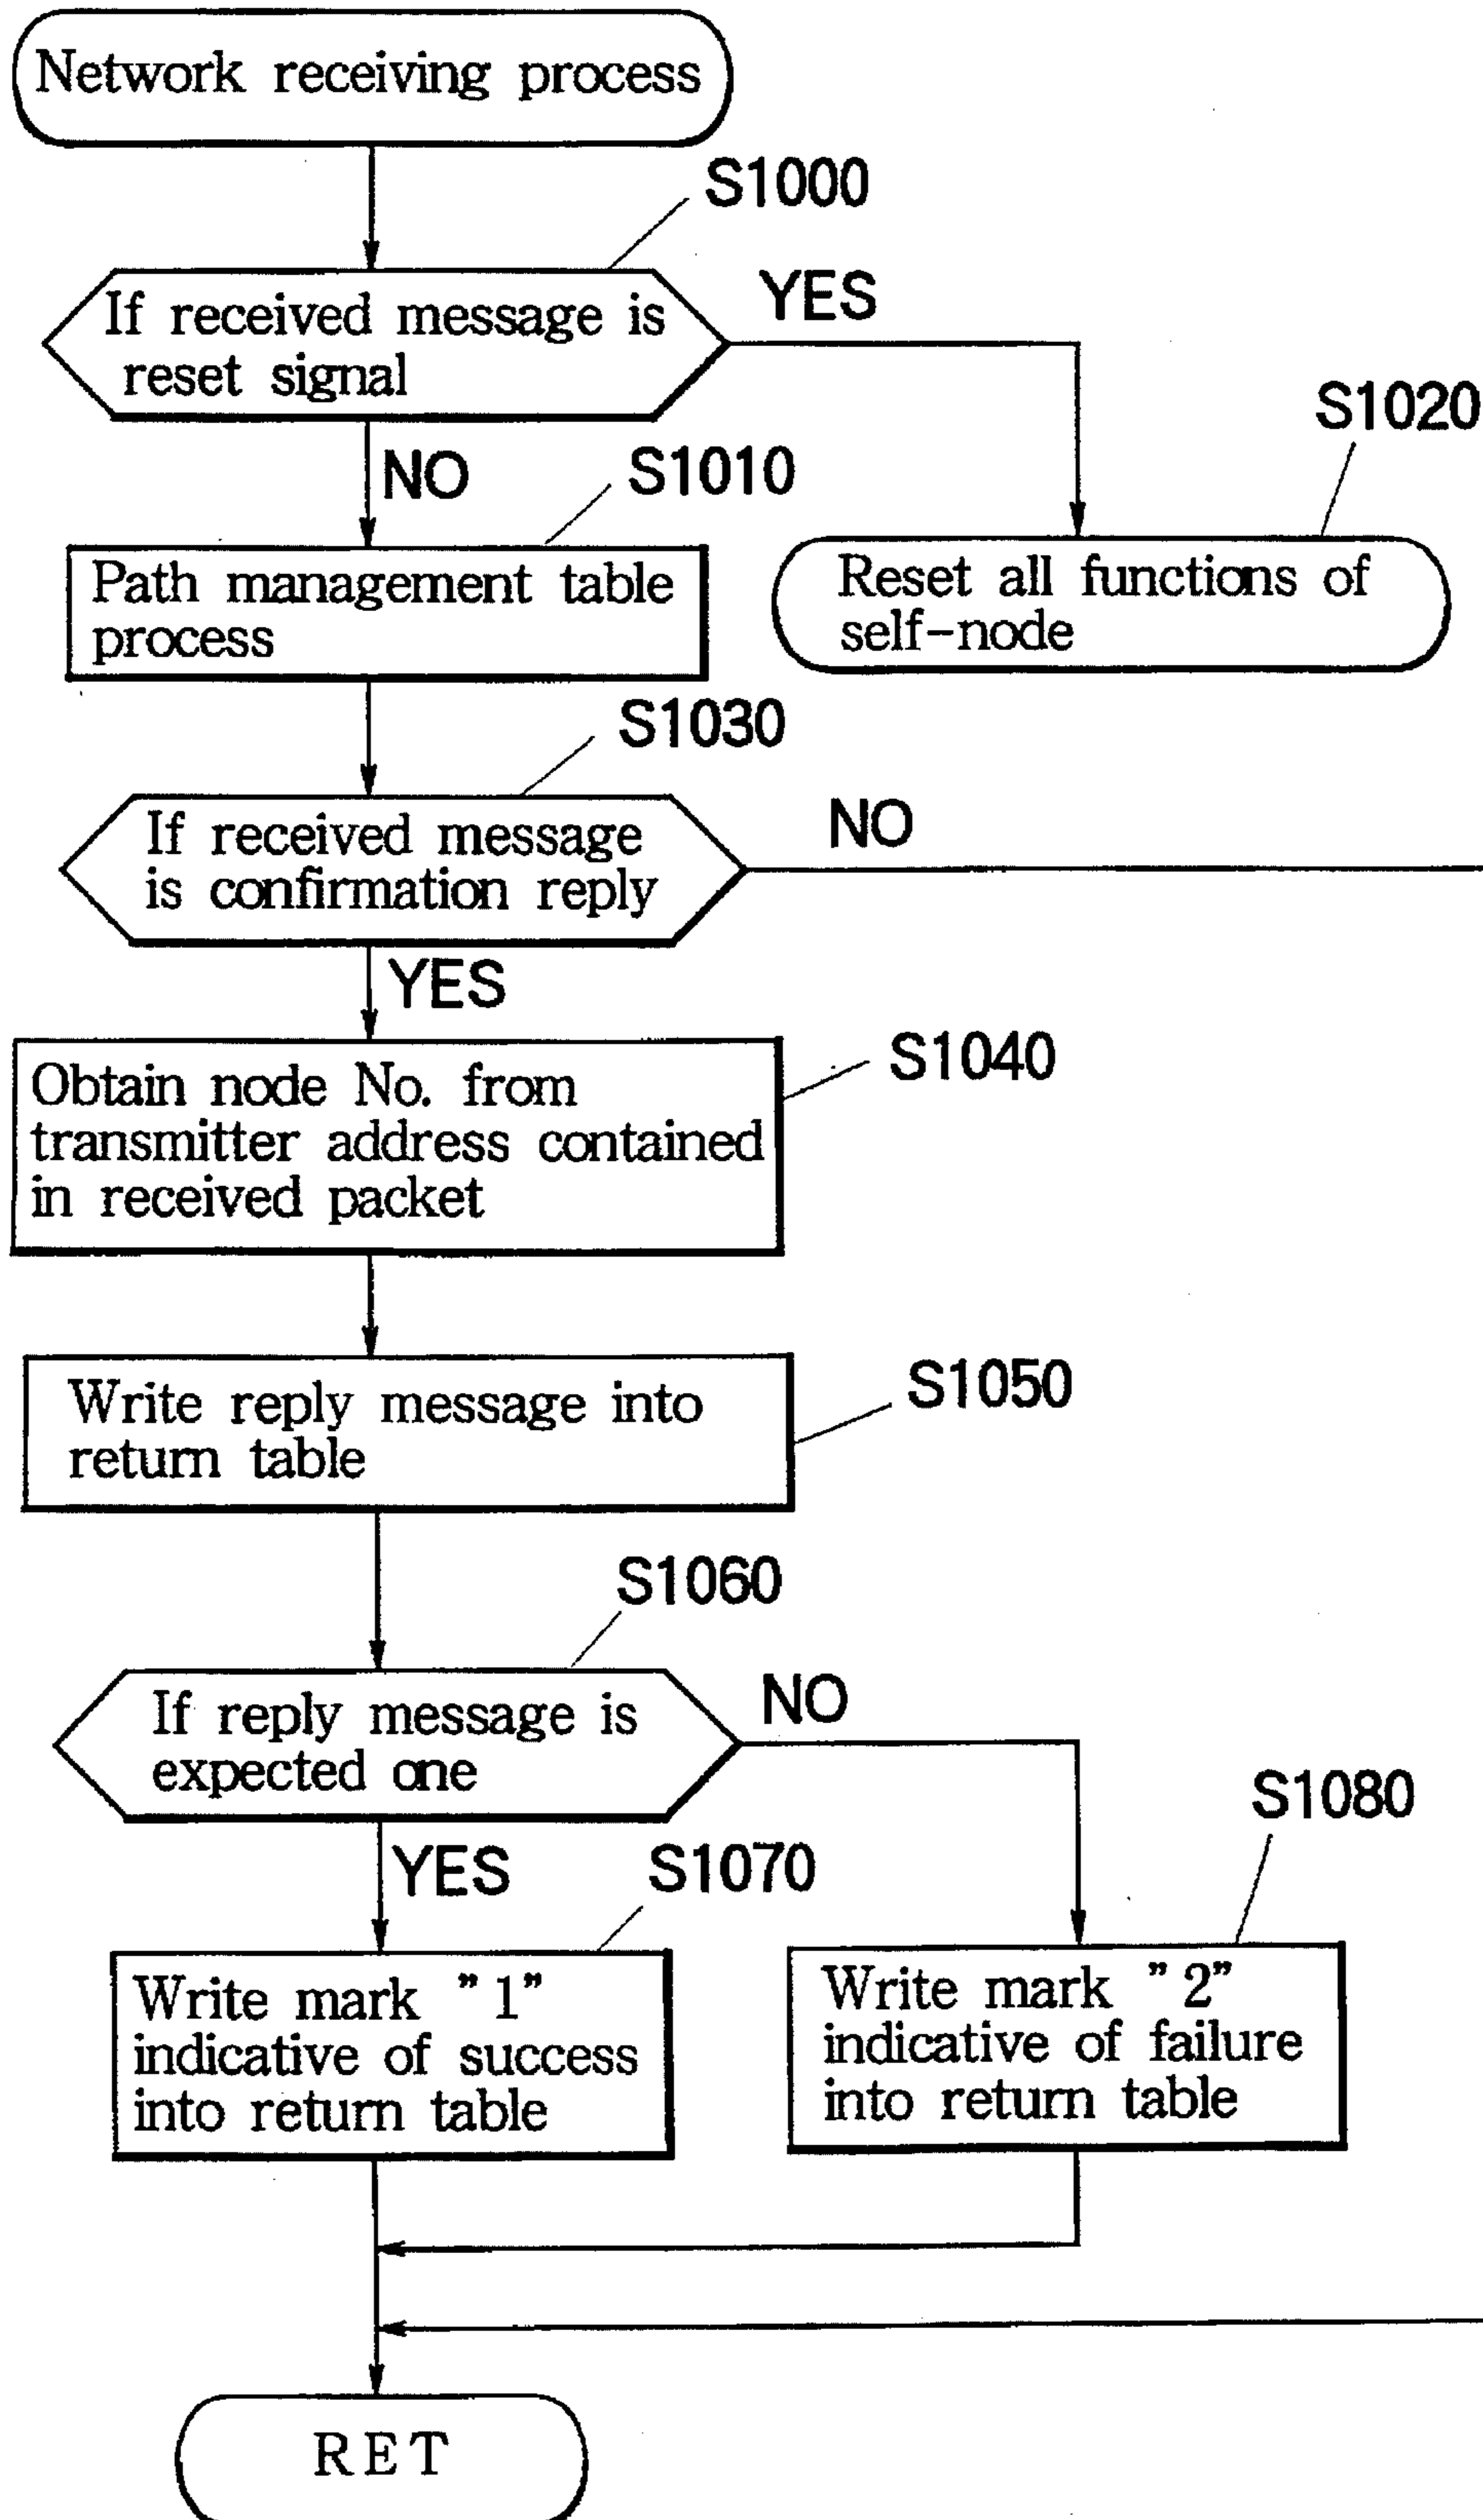 Network receiving process
S1000
If received message is
reset signal
YES
S1020
NO
S1010
Path management table
process
Reset all functions of
self-node
S1030
If received message
is confirmation reply
NO
YES
S1040
Obtain node No. from
transmitter address contained
in received packet
S1050
Write reply message into
return table
S1060
If reply message is
expected one
NO
S1080
YES
S1070
Write mark ”1”
indicative of success
into return table
Write mark ”2”
indicative of failure
into return table
RET